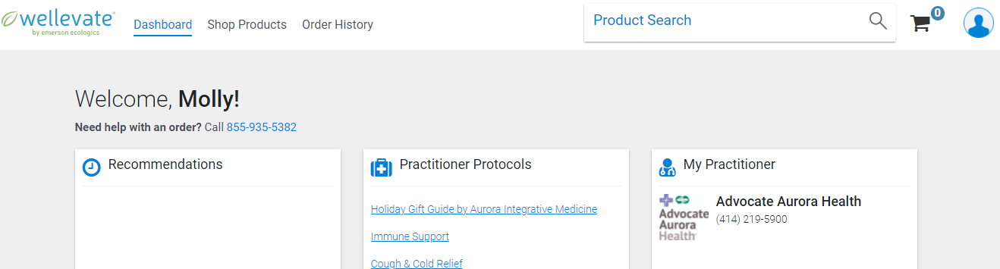 wellevate
by emerson ecologics
Dashboard
Shop Products
Order History
Product Search
0
Welcome, Molly!
Need help with an order? Call 855-935-5382
Recommendations
Practitioner Protocols
Holiday Gift Guide by Aurora Integrative Medicine
Immune Support
Cough & Cold Relief
My Practitioner
Advocate
Aurora
Health
Advocate Aurora Health
(414) 219-5900